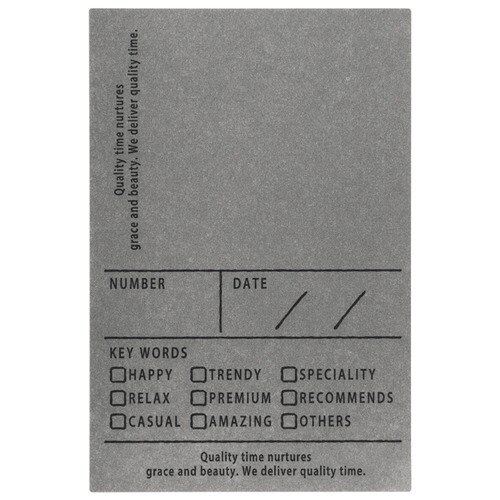 Quality time nurtures
grace and beauty. We deliver quality time.
NUMBER
DATE / /
KEY WORDS
HAPPY TRENDY SPECIALITY
RELAX PREMIUM RECOMMENDS
CASUAL AMAZING OTHERS
Quality time nurtures
grace and beauty. We deliver quality time.